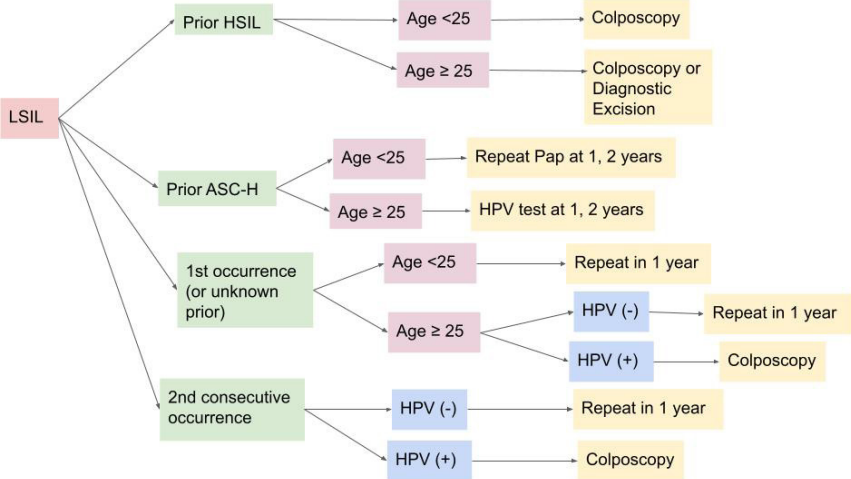 LSIL
Prior HSIL
Age <25
Colposcopy
Age ≥ 25
Colposcopy or
Diagnostic
Excision
Prior ASC-H
Age <25
Repeat Pap at 1, 2 years
Age ≥ 25
HPV test at 1, 2 years
1st occurrence
(or unknown
prior)
Age <25
Repeat in 1 year
Age ≥ 25
HPV (-)
Repeat in 1 year
HPV (+)
Colposcopy
2nd consecutive
occurrence
HPV (-)
Repeat in 1 year
HPV (+)
Colposcopy